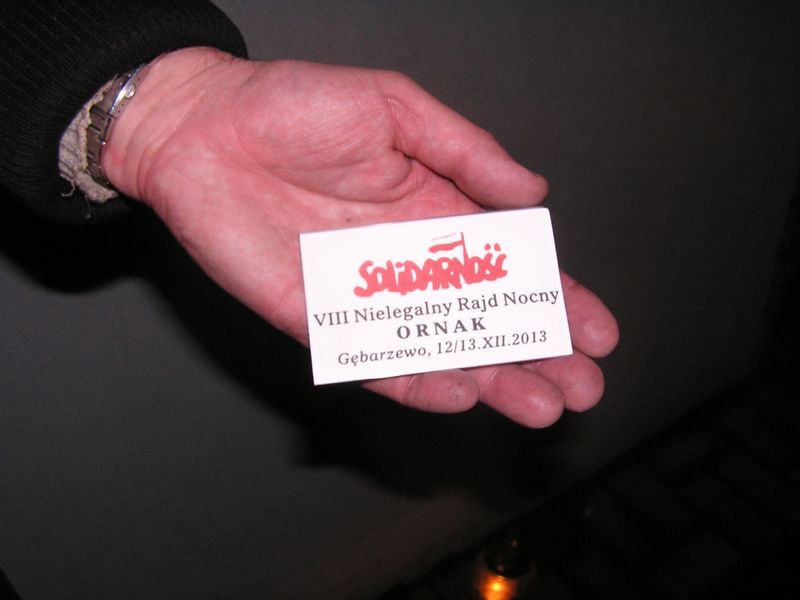 SOLiDARNOŚĆ
VIII Nielegalny Rajd Nocny
ORNAK
Gębarzewo, 12/13.XII.2013